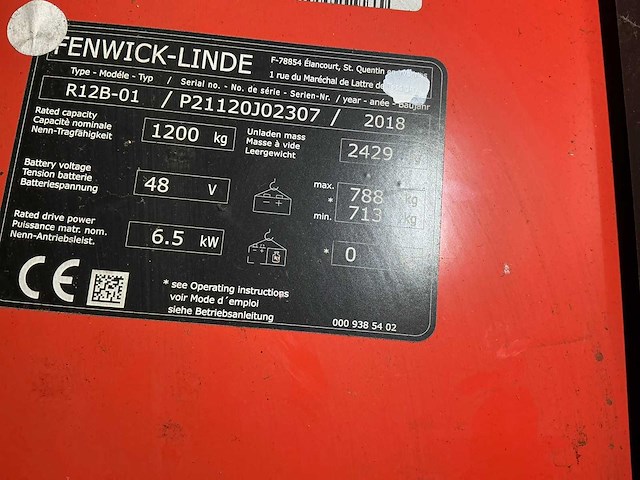 FENWICK-LINDE
F-78854 Élancourt, St. Quentin en
1 rue du Maréchal de Lattre de
Type - Modèle - Typ / Serial no. - No. de série - Serien-Nr. / year - anée - Baujahr
R12B-01 / P21120J02307 / 2018
Rated capacity
Capacité nominale
Nenn-Tragfähigkeit
1200 kg
Unladen mass
Masse à vide
Leergewicht
2429
Battery voltage
Tension batterie
Batteriespannung
48 V
- +
max.
*
min.
788 kg
713 kg
Rated drive power
Puissance matr. nom.
Nenn-Antriebsleist.
6.5 kW
* 0
CE
* see Operating instructions
voir Mode d´emploi
siehe Betriebsanleitung
000 938 54 02